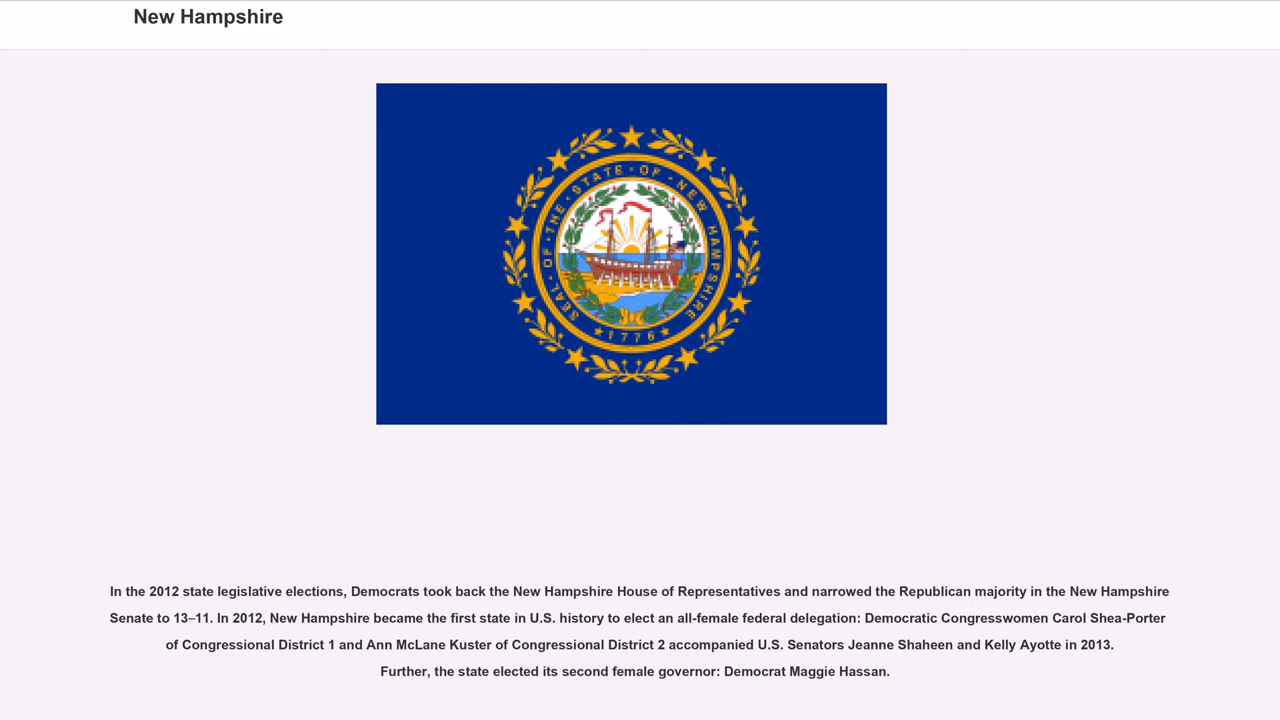 New Hampshire
SEAL · OF · THE · STATE · OF · NEW HAMPSHIRE
1776
In the 2012 state legislative elections, Democrats took back the New Hampshire House of Representatives and narrowed the Republican majority in the New Hampshire
Senate to 13–11. In 2012, New Hampshire became the first state in U.S. history to elect an all-female federal delegation: Democratic Congresswomen Carol Shea-Porter
of Congressional District 1 and Ann McLane Kuster of Congressional District 2 accompanied U.S. Senators Jeanne Shaheen and Kelly Ayotte in 2013.
Further, the state elected its second female governor: Democrat Maggie Hassan.